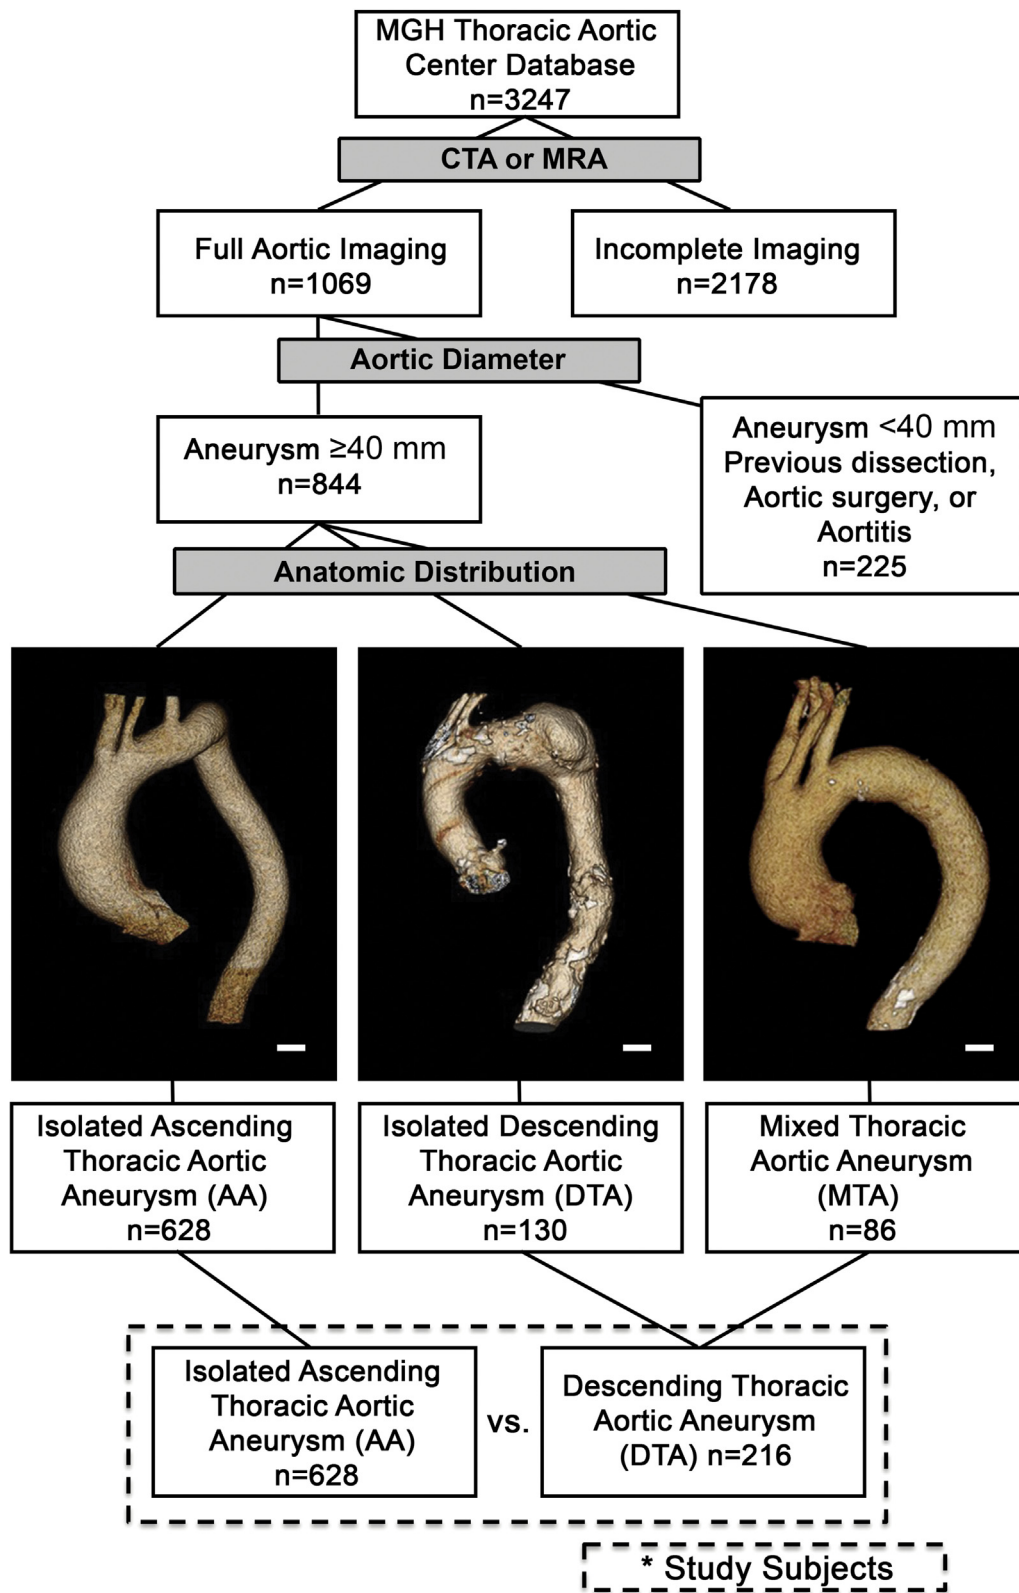 MGH Thoracic Aortic
Center Database
n=3247
CTA or MRA
Full Aortic Imaging
n=1069
Incomplete Imaging
n=2178
Aortic Diameter
Aneurysm ≥40 mm
n=844
Aneurysm <40 mm
Previous dissection,
Aortic surgery, or
Aortitis
n=225
Anatomic Distribution
Isolated Ascending
Thoracic Aortic
Aneurysm (AA)
n=628
Isolated Descending
Thoracic Aortic
Aneurysm (DTA)
n=130
Mixed Thoracic
Aortic Aneurysm
(MTA)
n=86
Isolated Ascending
Thoracic Aortic
Aneurysm (AA)
n=628
vs.
Descending Thoracic
Aortic Aneurysm
(DTA) n=216
* Study Subjects